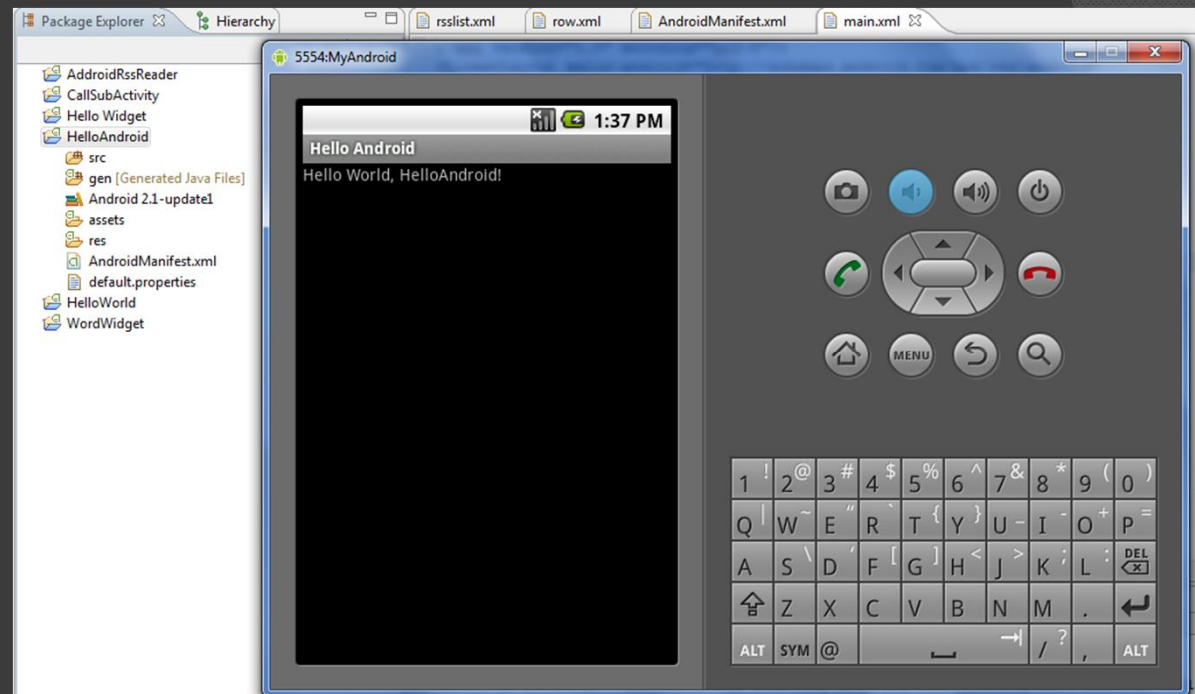 Package Explorer
Hierarchy
rsslist.xml
row.xml
AndroidManifest.xml
main.xml
5554:MyAndroid
AddroidRssReader
CallSubActivity
Hello Widget
HelloAndroid
src
gen [Generated Java Files]
Android 2.1-update1
assets
res
AndroidManifest.xml
default.properties
HelloWorld
WordWidget
1:37 PM
Hello Android
Hello World, HelloAndroid!
MENU
1 ! 2 @ 3 # 4 $ 5 % 6 ^ 7 & 8 * 9 ( 0 )
Q | W ~ E “ R ` T { Y } U - I - O + P =
A S \ D ‘ F [ G ] H < J > K ; L : DEL
Z X C V B N M .
ALT SYM @ / ? , ALT